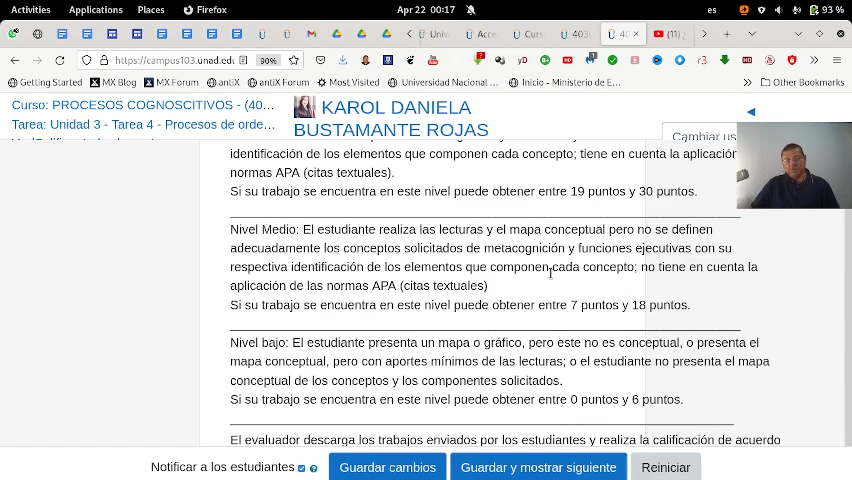 Activities Applications Places Firefox Apr 22 00:17 es 93 %
Univ Acce Curs 403 40 × (11)
https://campus103.unad.edu 90%
Getting Started MX Blog MX Forum antiX antiX Forum Most Visited Universidad Nacional ... Inicio - Ministerio de E... Other Bookmarks
Curso: PROCESOS COGNOSCITIVOS - (40...
Tarea: Unidad 3 - Tarea 4 - Procesos de orde...
KAROL DANIELA
BUSTAMANTE ROJAS
Cambiar us
identificación de los elementos que componen cada concepto; tiene en cuenta la aplicación
normas APA (citas textuales).
Si su trabajo se encuentra en este nivel puede obtener entre 19 puntos y 30 puntos.
Nivel Medio: El estudiante realiza las lecturas y el mapa conceptual pero no se definen
adecuadamente los conceptos solicitados de metacognición y funciones ejecutivas con su
respectiva identificación de los elementos que componen cada concepto; no tiene en cuenta la
aplicación de las normas APA (citas textuales)
Si su trabajo se encuentra en este nivel puede obtener entre 7 puntos y 18 puntos.
Nivel bajo: El estudiante presenta un mapa o gráfico, pero este no es conceptual, o presenta el
mapa conceptual, pero con aportes mínimos de las lecturas; o el estudiante no presenta el mapa
conceptual de los conceptos y los componentes solicitados.
Si su trabajo se encuentra en este nivel puede obtener entre 0 puntos y 6 puntos.
El evaluador descarga los trabajos enviados por los estudiantes y realiza la calificación de acuerdo
Notificar a los estudiantes Guardar cambios Guardar y mostrar siguiente Reiniciar